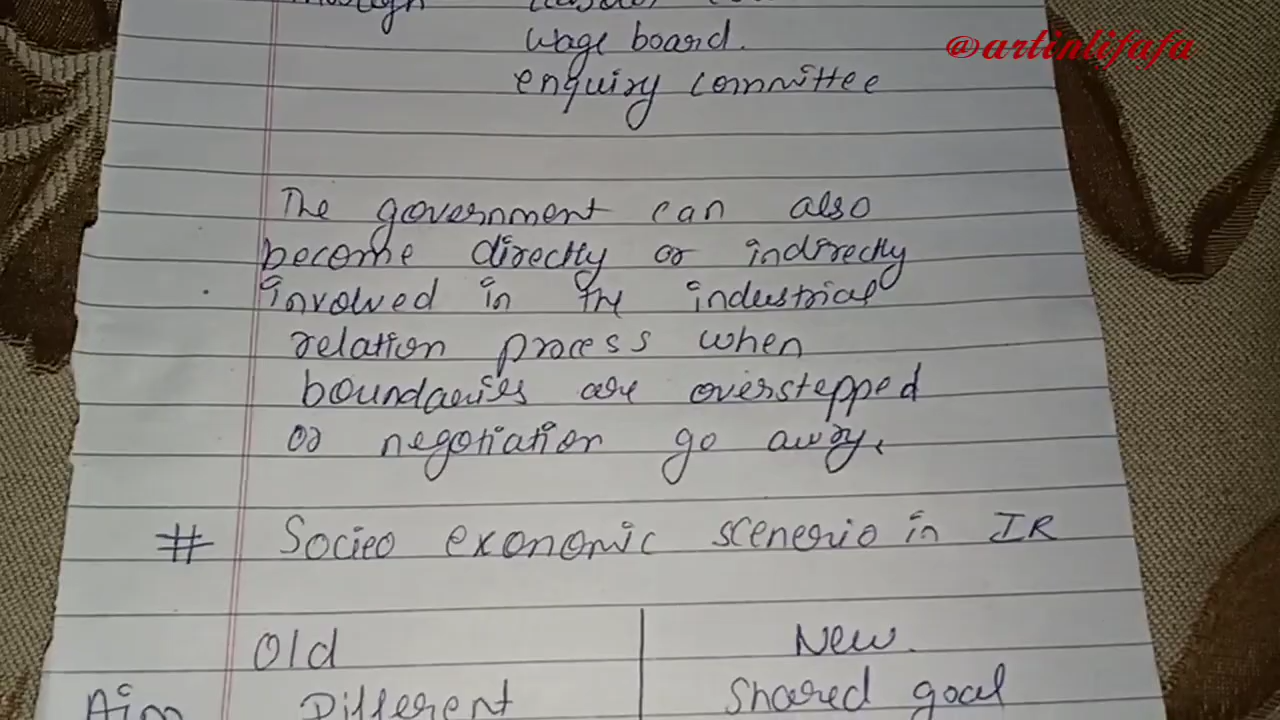 @artinlifafa
wage board.
enquiry committee
The government can also
become directly or indirectly
involved in the industrial
relation process when
boundaries are overstepped
or negotiation go away.
# Socieo exonomic scenerio in IR
Old New.
Aim Different Shared goal